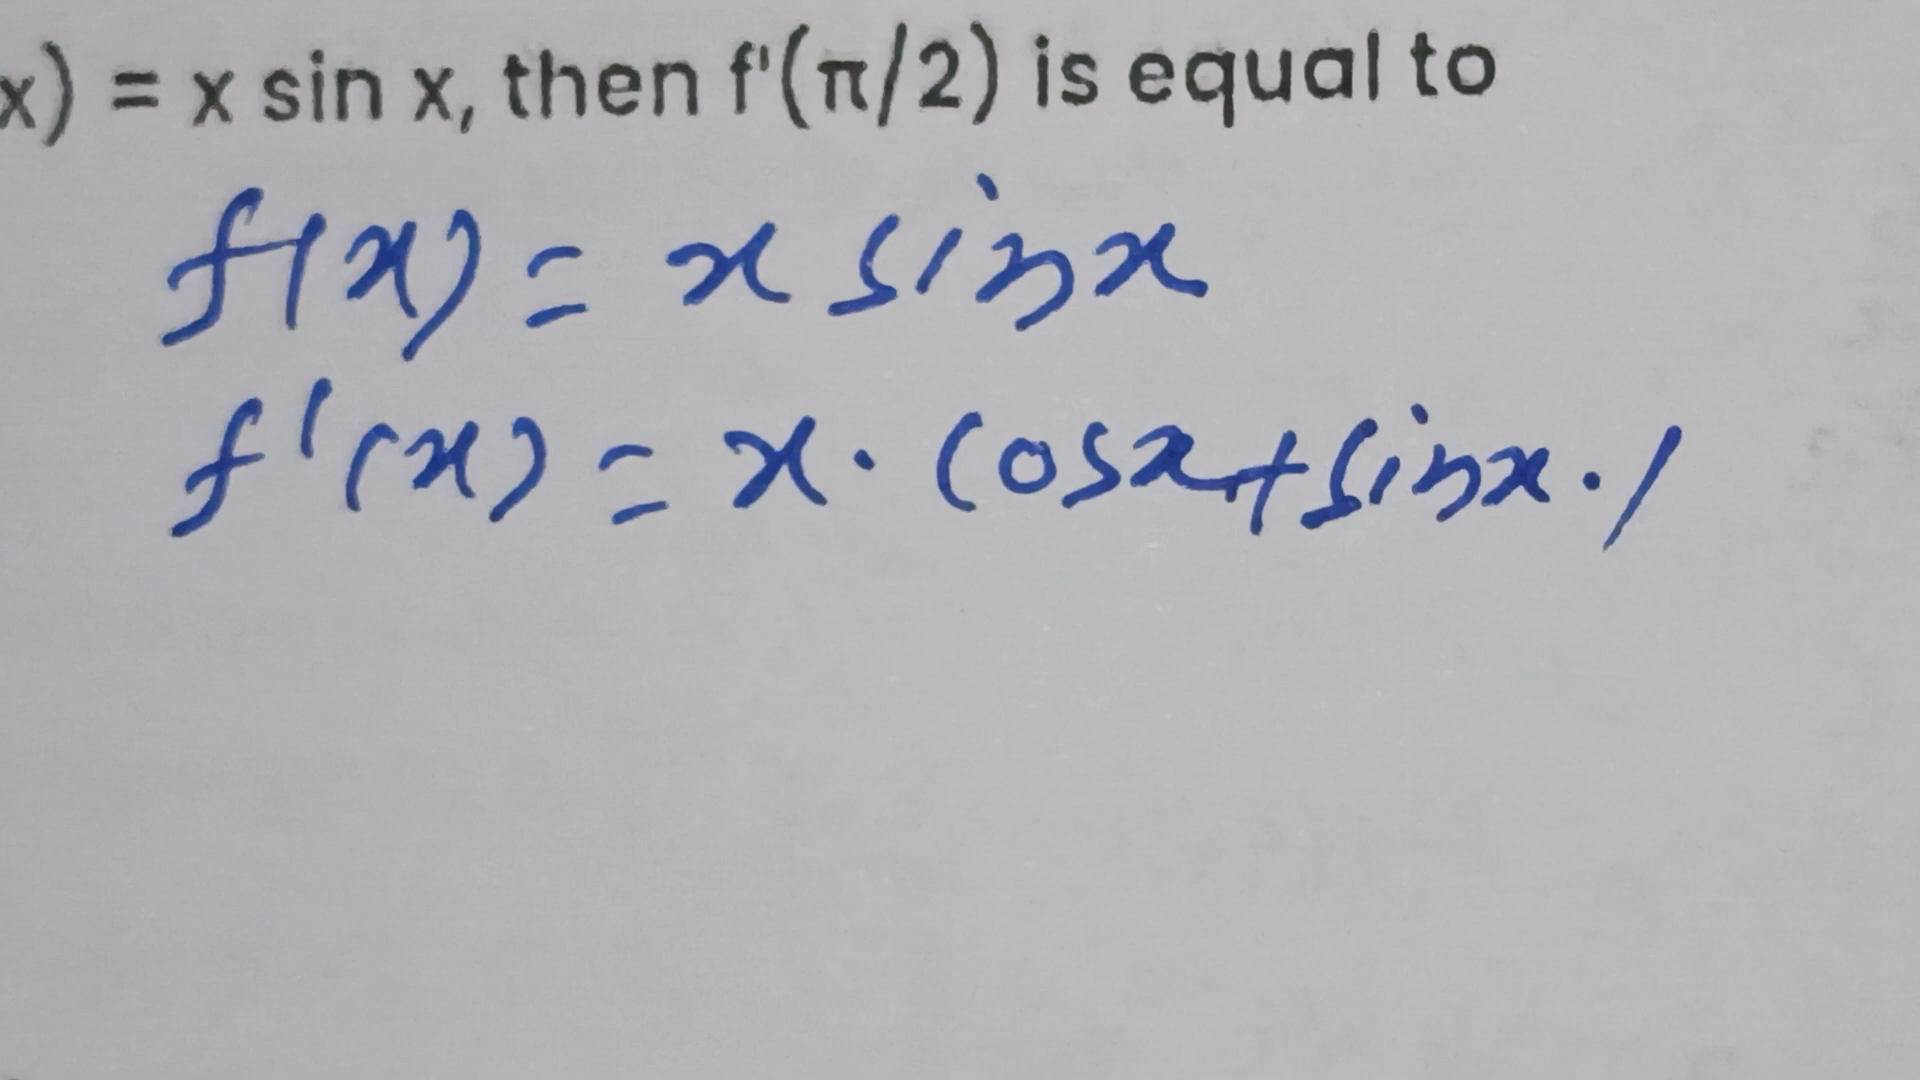 x) = x sin x, then f'(π/2) is equal to
f(x) = x sinx
f'(x) = x. cosx+sinx.1